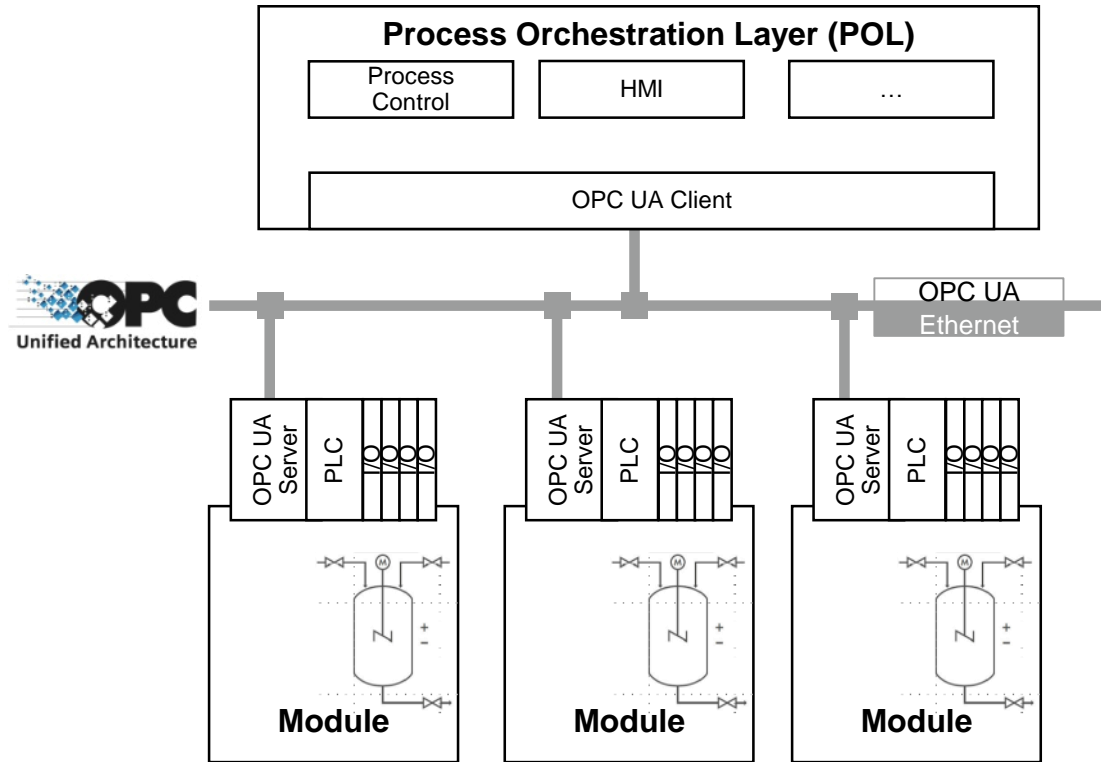 Process Orchestration Layer (POL)
Process
Control
HMI
…
OPC UA Client
OPC
Unified Architecture
OPC UA
Ethernet
OPC UA
Server
PLC
I/O
I/O
I/O
I/O
OPC UA
Server
PLC
I/O
I/O
I/O
I/O
OPC UA
Server
PLC
I/O
I/O
I/O
I/O
M
+
−
M
+
−
M
+
−
Module
Module
Module